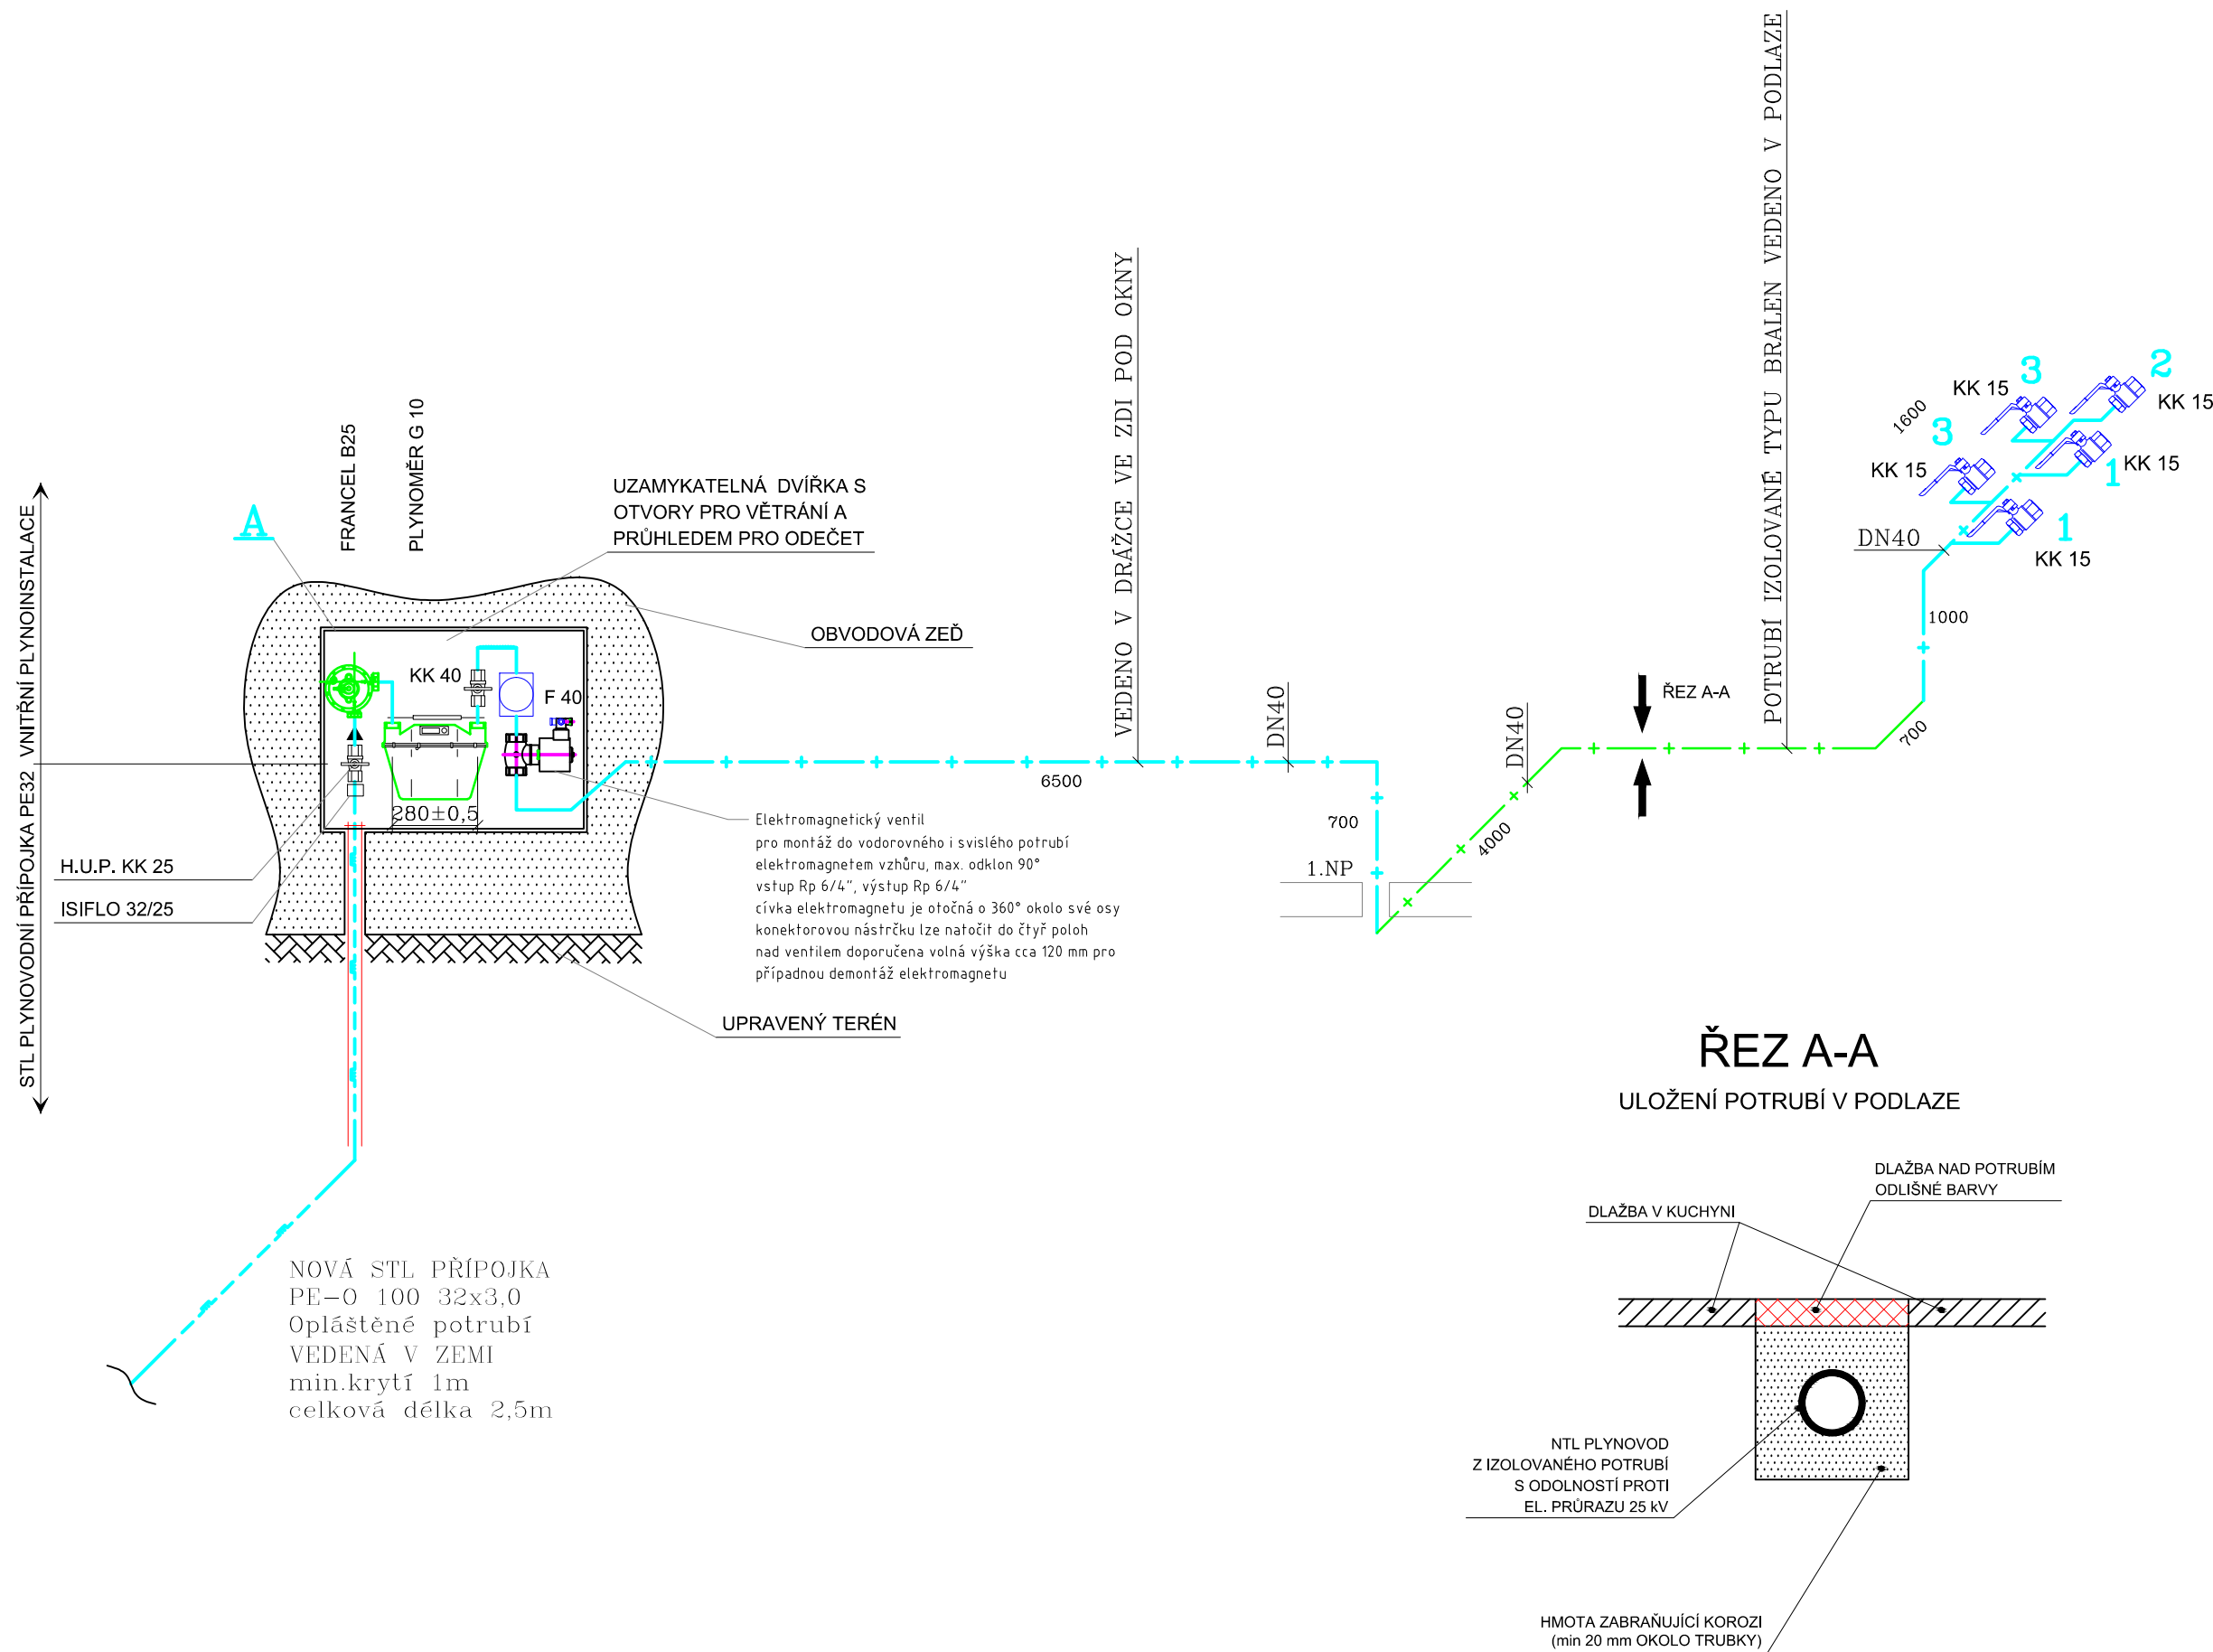 STL PLYNOVODNÍ PŘÍPOJKA PE32 VNITŘNÍ PLYNOINSTALACE
A
FRANCEL B25
PLYNOMĚR G 10
UZAMYKATELNÁ DVÍŘKA S
OTVORY PRO VĚTRÁNÍ A
PRŮHLEDEM PRO ODEČET
OBVODOVÁ ZEĎ
KK 40
F 40
280±0,5
H.U.P. KK 25
ISIFLO 32/25
Elektromagnetický ventil
pro montáž do vodorovného i svislého potrubí
elektromagnetem vzhůru, max. odklon 90°
vstup Rp 6/4", výstup Rp 6/4"
cívka elektromagnetu je otočná o 360° okolo své osy
konektorovou nástrčku lze natočit do čtyř poloh
nad ventilem doporučena volná výška cca 120 mm pro
případnou demontáž elektromagnetu
UPRAVENÝ TERÉN
NOVÁ STL PŘÍPOJKA
PE-O 100 32x3,0
Opláštěné potrubí
VEDENÁ V ZEMI
min.krytí 1m
celková délka 2,5m
VEDENO V DRÁŽCE VE ZDI POD OKNY
6500
DN40
700
1.NP
4000
DN40
ŘEZ A-A
POTRUBÍ IZOLOVANÉ TYPU BRALEN VEDENO V PODLAZE
700
1000
DN40
1600
3
KK 15
2
KK 15
3
KK 15
1
KK 15
1
KK 15
ŘEZ A-A
ULOŽENÍ POTRUBÍ V PODLAZE
DLAŽBA NAD POTRUBÍM
ODLIŠNÉ BARVY
DLAŽBA V KUCHYNI
NTL PLYNOVOD
Z IZOLOVANÉHO POTRUBÍ
S ODOLNOSTÍ PROTI
EL. PRŮRAZU 25 kV
HMOTA ZABRAŇUJÍCÍ KOROZI
(min 20 mm OKOLO TRUBKY)